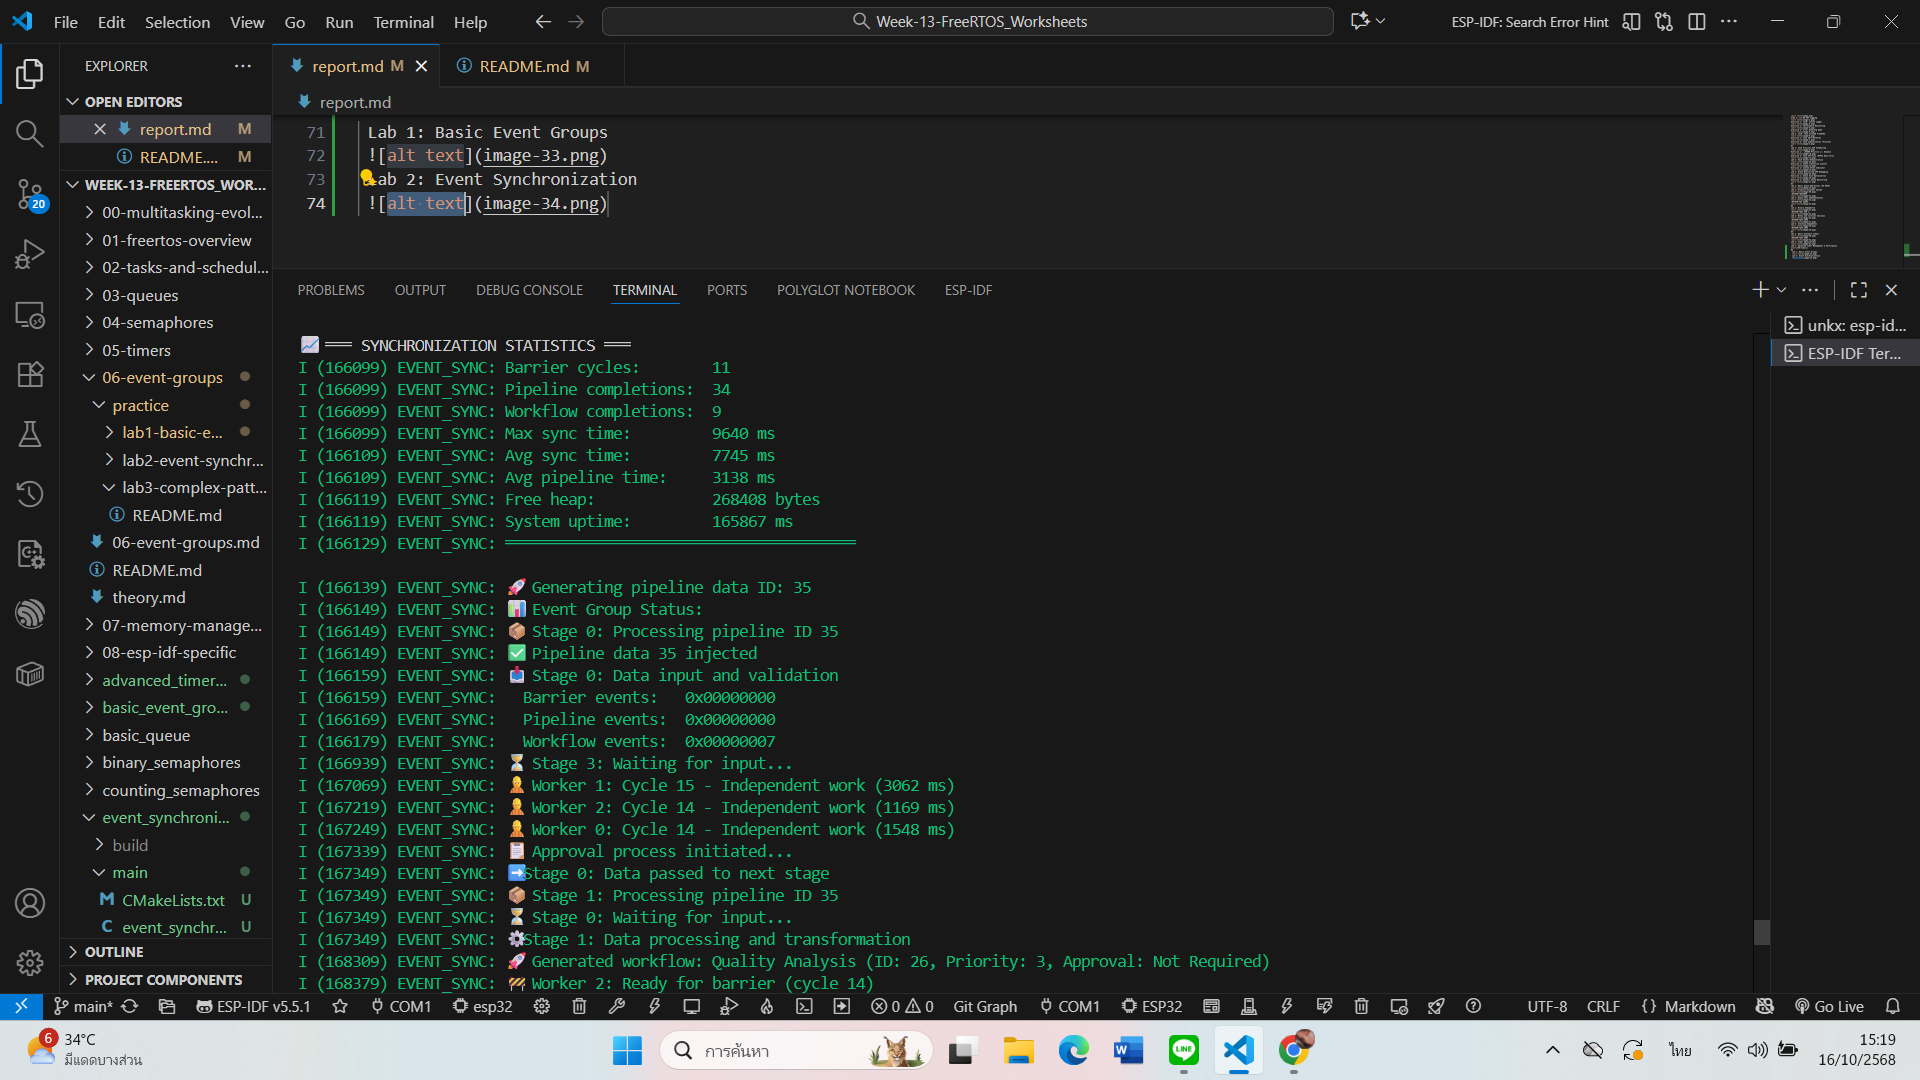 File Edit Selection View Go Run Terminal Help
Week-13-FreeRTOS_Worksheets
ESP-IDF: Search Error Hint
EXPLORER
OPEN EDITORS
report.md M
README.... M
WEEK-13-FREERTOS_WOR...
00-multitasking-evol...
01-freertos-overview
02-tasks-and-schedul...
03-queues
04-semaphores
05-timers
06-event-groups
practice
lab1-basic-e...
lab2-event-synchr...
lab3-complex-patt...
README.md
06-event-groups.md
README.md
theory.md
07-memory-manage...
08-esp-idf-specific
advanced_timer...
basic_event_gro...
basic_queue
binary_semaphores
counting_semaphores
event_synchroni...
build
main
CMakeLists.txt U
event_synchr... U
OUTLINE
PROJECT COMPONENTS
20
report.md M
README.md M
report.md
71 Lab 1: Basic Event Groups
72 ![alt text](image-33.png)
73 Lab 2: Event Synchronization
74 ![alt text](image-34.png)
PROBLEMS OUTPUT DEBUG CONSOLE TERMINAL PORTS POLYGLOT NOTEBOOK ESP-IDF
unkx: esp-id...
ESP-IDF Ter...
📈 ═══ SYNCHRONIZATION STATISTICS ═══
I (166099) EVENT_SYNC: Barrier cycles: 11
I (166099) EVENT_SYNC: Pipeline completions: 34
I (166099) EVENT_SYNC: Workflow completions: 9
I (166099) EVENT_SYNC: Max sync time: 9640 ms
I (166109) EVENT_SYNC: Avg sync time: 7745 ms
I (166109) EVENT_SYNC: Avg pipeline time: 3138 ms
I (166119) EVENT_SYNC: Free heap: 268408 bytes
I (166119) EVENT_SYNC: System uptime: 165867 ms
I (166129) EVENT_SYNC: ═══════════════════════════════════════
I (166139) EVENT_SYNC: 🚀 Generating pipeline data ID: 35
I (166149) EVENT_SYNC: 📊 Event Group Status:
I (166149) EVENT_SYNC: 📦 Stage 0: Processing pipeline ID 35
I (166149) EVENT_SYNC: ✅ Pipeline data 35 injected
I (166159) EVENT_SYNC: 📥 Stage 0: Data input and validation
I (166159) EVENT_SYNC: Barrier events: 0x00000000
I (166169) EVENT_SYNC: Pipeline events: 0x00000000
I (166179) EVENT_SYNC: Workflow events: 0x00000007
I (166939) EVENT_SYNC: ⏳ Stage 3: Waiting for input...
I (167069) EVENT_SYNC: 👷 Worker 1: Cycle 15 - Independent work (3062 ms)
I (167219) EVENT_SYNC: 👷 Worker 2: Cycle 14 - Independent work (1169 ms)
I (167249) EVENT_SYNC: 👷 Worker 0: Cycle 14 - Independent work (1548 ms)
I (167339) EVENT_SYNC: 📋 Approval process initiated...
I (167349) EVENT_SYNC: ➡️Stage 0: Data passed to next stage
I (167349) EVENT_SYNC: 📦 Stage 1: Processing pipeline ID 35
I (167349) EVENT_SYNC: ⏳ Stage 0: Waiting for input...
I (167349) EVENT_SYNC: ⚙️Stage 1: Data processing and transformation
I (168309) EVENT_SYNC: 🚀 Generated workflow: Quality Analysis (ID: 26, Priority: 3, Approval: Not Required)
I (168379) EVENT_SYNC: 🚧 Worker 2: Ready for barrier (cycle 14)
main* ESP-IDF v5.5.1 COM1 esp32 0 0 Git Graph COM1 ESP32 UTF-8 CRLF {} Markdown Go Live
6
34°C
มีแดดบางส่วน
การค้นหา
ไทย
15:19
16/10/2568